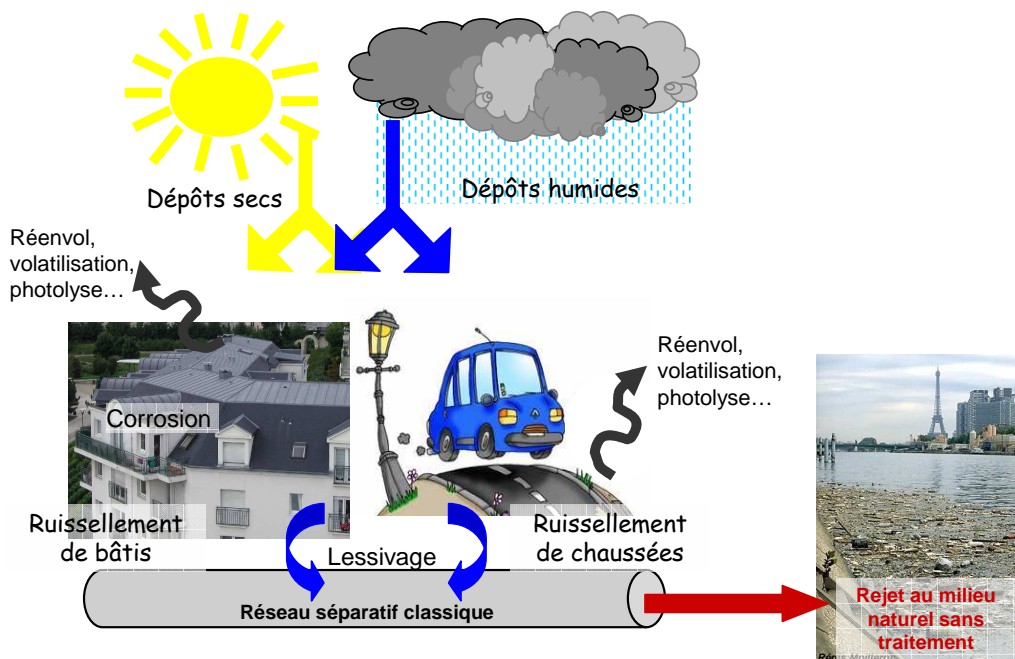 Dépôts secs
Dépôts humides
Réenvol,
volatilisation,
photolyse…
Réenvol,
volatilisation,
photolyse…
Corrosion
Ruissellement
de bâtis
Lessivage
Ruissellement
de chaussées
Réseau séparatif classique
Rejet au milieu
naturel sans
traitement